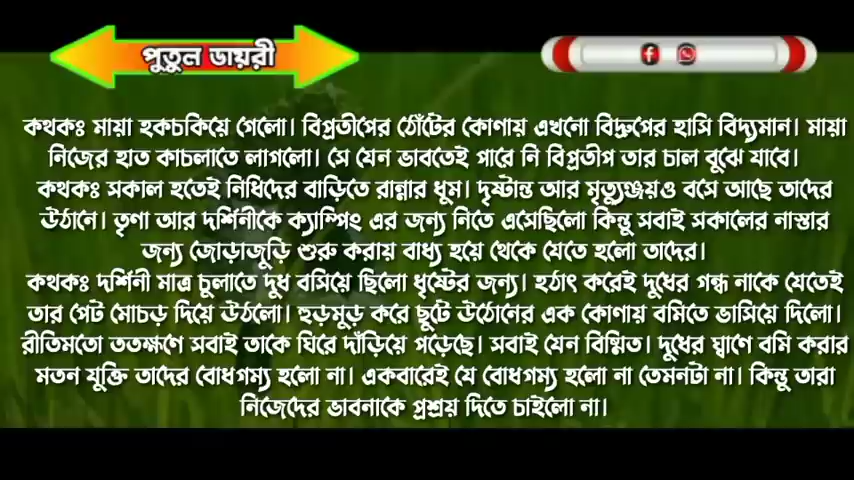 পুতুল ডায়রী
কথকঃ মায়া হকচকিয়ে গেলো। বিপ্রতীপের ঠোঁটের কোণায় এখনো বিদ্রুপের হাসি বিদ্যমান। মায়া
নিজের হাত কাচলাতে লাগলো। সে যেন ভাবতেই পারে নি বিপ্রতীপ তার চাল বুঝে যাবে।
কথকঃ সকাল হতেই নিধিদের বাড়িতে রান্নার ধুম। দৃষ্টান্ত আর মৃত্যুঞ্জয়ও বসে আছে তাদের
উঠানে। তৃণা আর দর্শিনীকে ক্যাম্পিং এর জন্য নিতে এসেছিলো কিন্তু সবাই সকালের নাস্তার
জন্য জোড়াজুড়ি শুরু করায় বাধ্য হয়ে থেকে যেতে হলো তাদের।
কথকঃ দর্শিনী মাত্র চুলাতে দুধ বসিয়ে ছিলো ধৃষ্টের জন্য। হঠাৎ করেই দুধের গন্ধ নাকে যেতেই
তার পেট মোচড় দিয়ে উঠলো। হুড়মুড় করে ছুটে উঠোনের এক কোণায় বমিতে ভাসিয়ে দিলো।
রীতিমতো ততক্ষণে সবাই তাকে ঘিরে দাঁড়িয়ে পড়েছে। সবাই যেন বিষ্মিত। দুধের ঘ্রাণে বমি করার
মতন যুক্তি তাদের বোধগম্য হলো না। একবারেই যে বোধগম্য হলো না তেমনটা না। কিন্তু তারা
নিজেদের ভাবনাকে প্রশ্রয় দিতে চাইলো না।